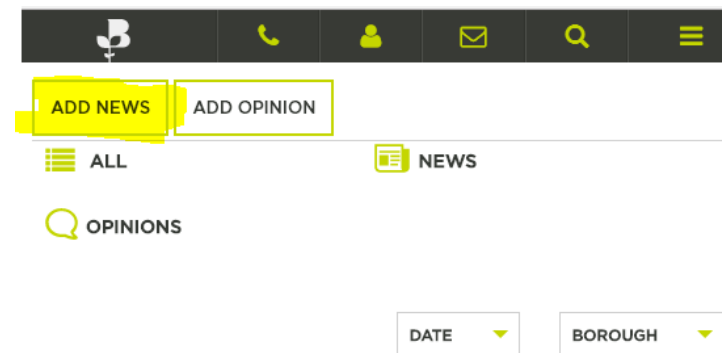 ADD NEWS ADD OPINION
ALL NEWS
OPINIONS
DATE BOROUGH